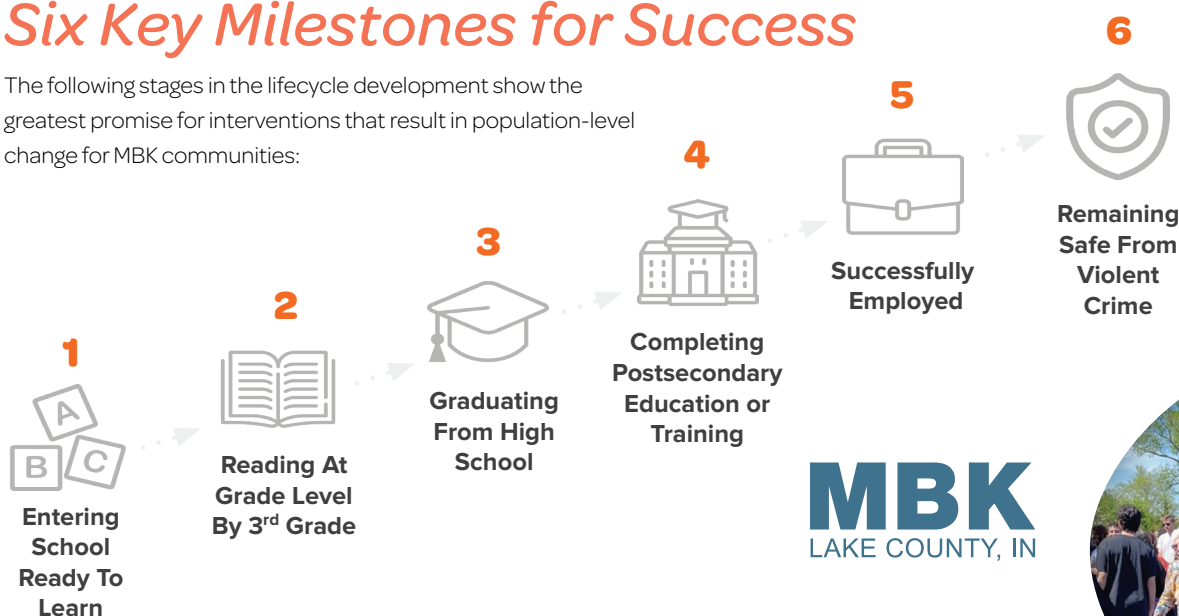 Six Key Milestones for Success
The following stages in the lifecycle development show the
greatest promise for interventions that result in population-level
change for MBK communities:
1
A
B
C
Entering
School
Ready To
Learn
2
Reading At
Grade Level
By 3rd Grade
3
Graduating
From High
School
4
Completing
Postsecondary
Education or
Training
5
Successfully
Employed
6
Remaining
Safe From
Violent
Crime
MBK
LAKE COUNTY, IN